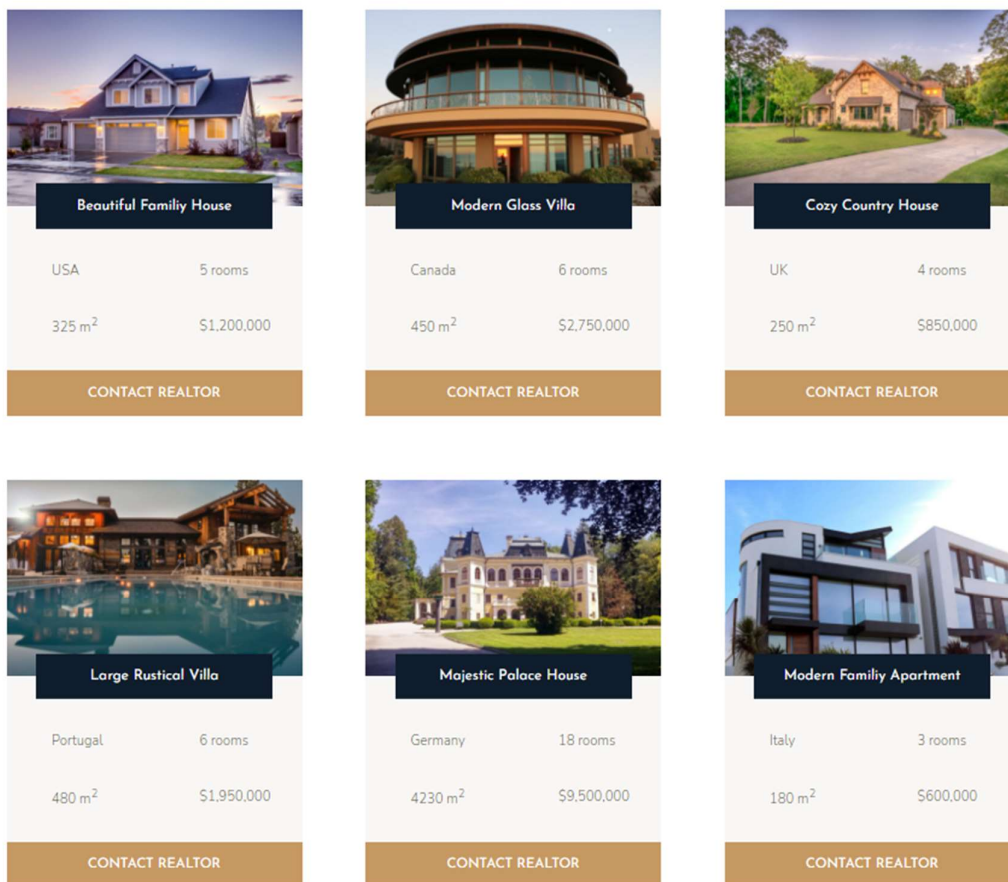 Beautiful Familiy House
USA 5 rooms
325 m² $1,200,000
CONTACT REALTOR
Modern Glass Villa
Canada 6 rooms
450 m² $2,750,000
CONTACT REALTOR
Cozy Country House
UK 4 rooms
250 m² $850,000
CONTACT REALTOR
Large Rustical Villa
Portugal 6 rooms
480 m² $1,950,000
CONTACT REALTOR
Majestic Palace House
Germany 18 rooms
4230 m² $9,500,000
CONTACT REALTOR
Modern Familiy Apartment
Italy 3 rooms
180 m² $600,000
CONTACT REALTOR